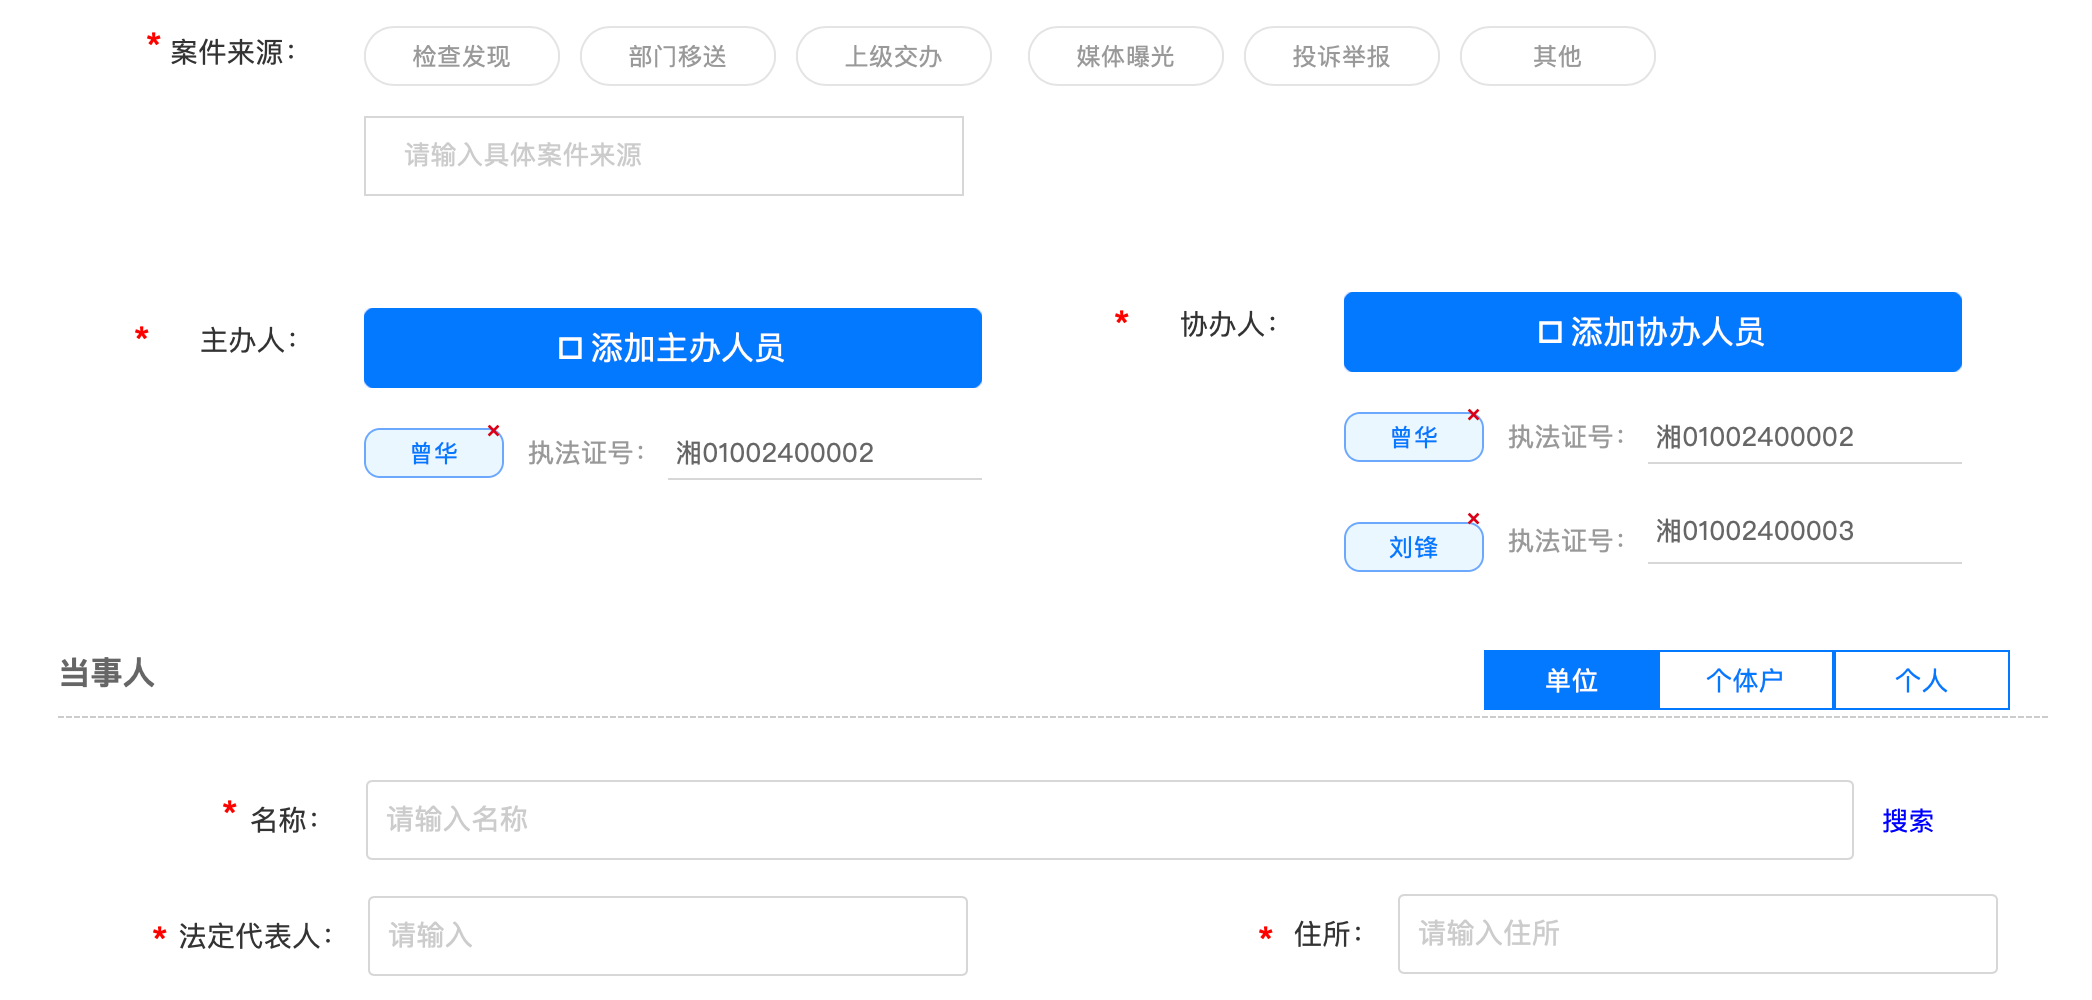 * 案件来源： 检查发现 部门移送 上级交办 媒体曝光 投诉举报 其他
请输入具体案件来源
* 主办人： 添加主办人员 * 协办人： 添加协办人员
曾华 × 执法证号： 湘01002400002 曾华 × 执法证号： 湘01002400002
刘锋 × 执法证号： 湘01002400003
当事人 单位 个体户 个人
* 名称： 请输入名称 搜索
* 法定代表人： 请输入 * 住所： 请输入住所